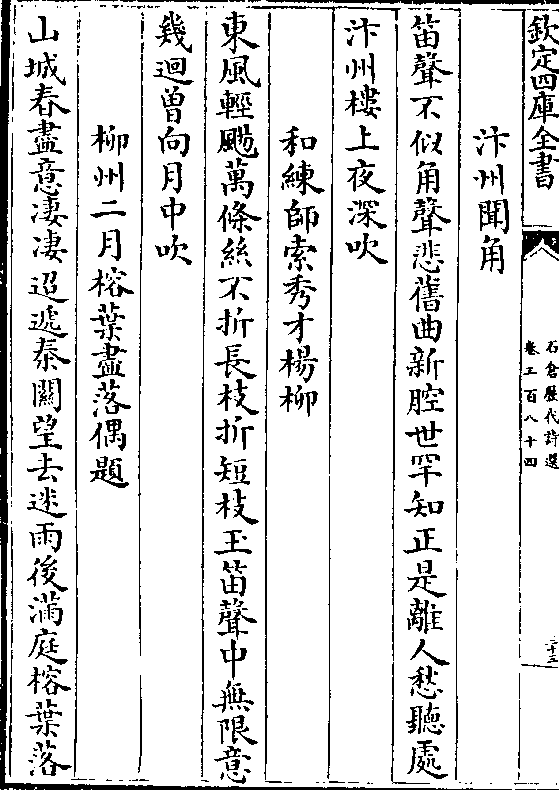 欽定四庫全書
石倉歷代詩選
卷三百八十四
汴州聞角
笛聲不似角聲悲舊曲新腔世罕知正是離人愁聽處
汴州樓上夜深吹
和練師索秀才楊柳
東風輕颺萬條絲不折長枝折短枝玉笛聲中無限意
幾迴曾向月中吹
柳州二月榕葉盡落偶題
山城春盡意淒淒迢遞秦關望去迷雨後滿庭榕葉落